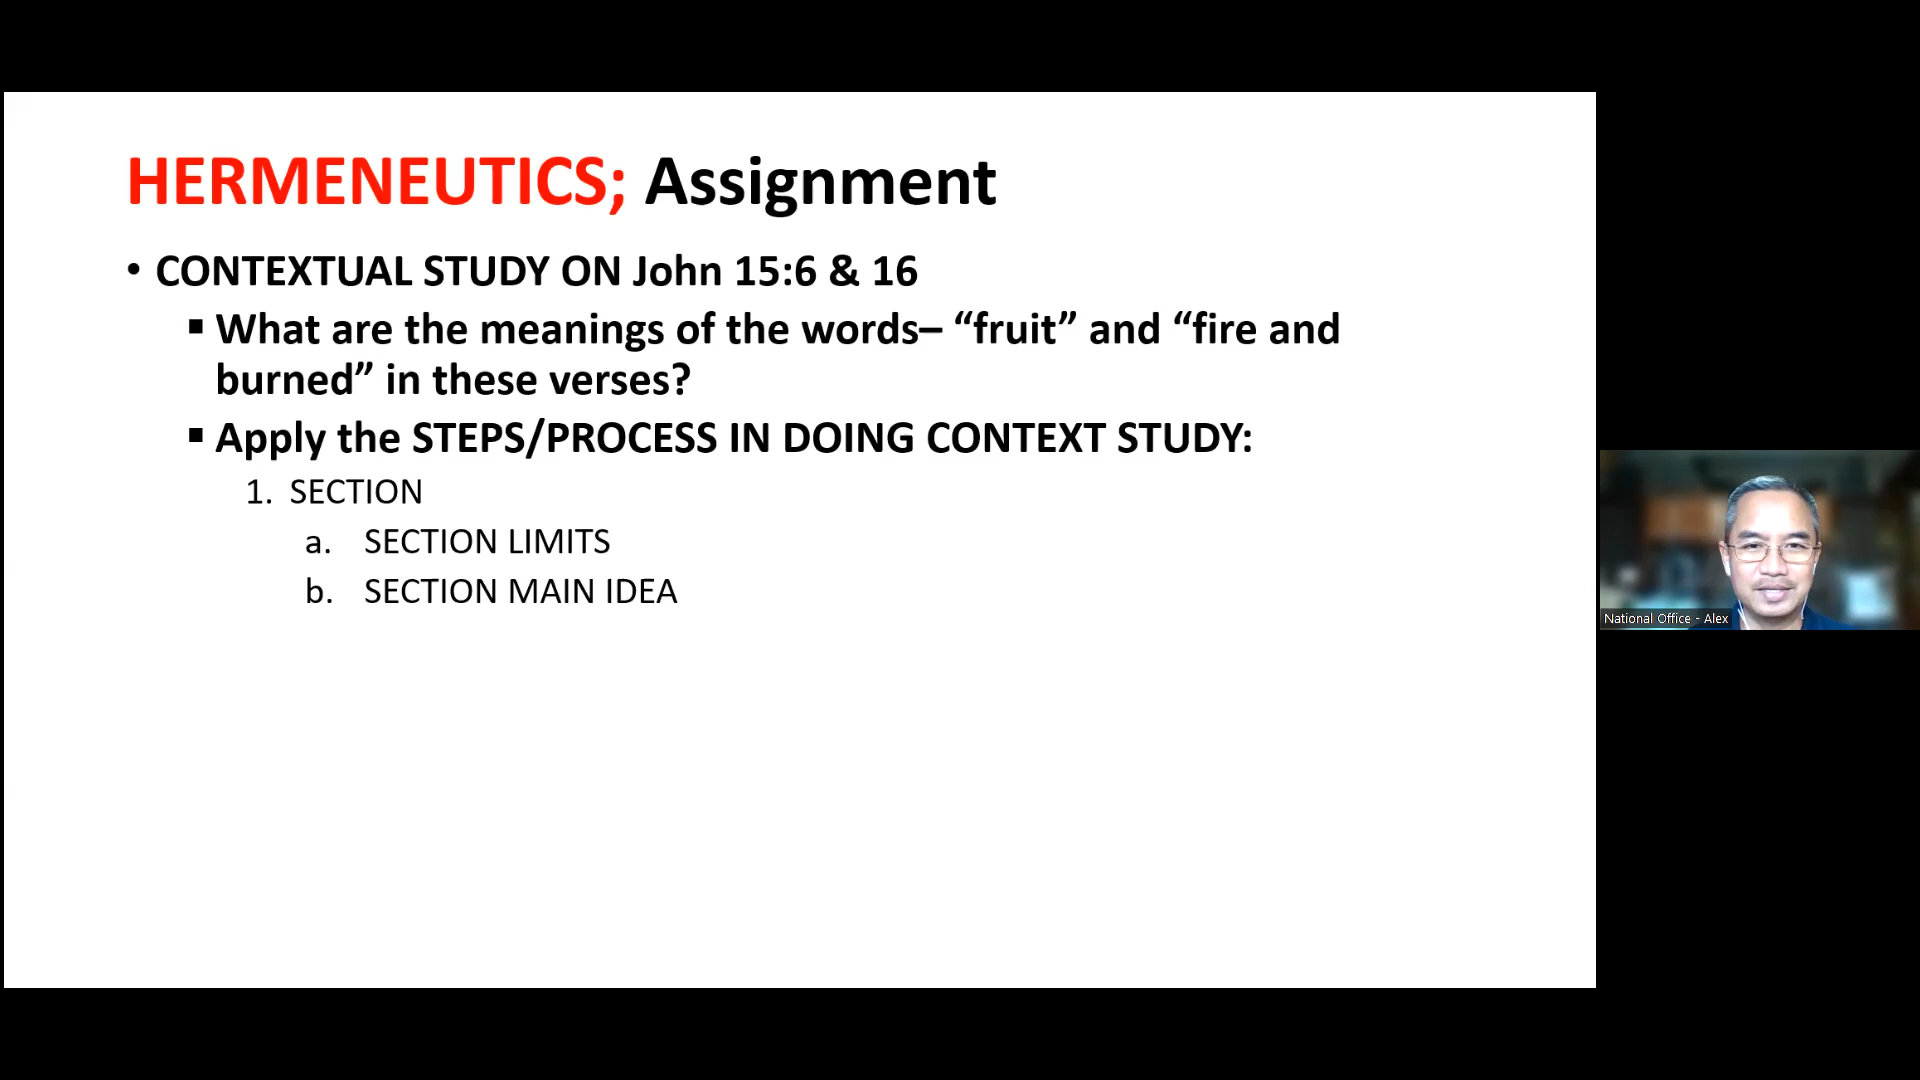 HERMENEUTICS; Assignment
• CONTEXTUAL STUDY ON John 15:6 & 16
▪ What are the meanings of the words– “fruit” and “fire and
burned” in these verses?
▪ Apply the STEPS/PROCESS IN DOING CONTEXT STUDY:
1. SECTION
a. SECTION LIMITS
b. SECTION MAIN IDEA
National Office - Alex